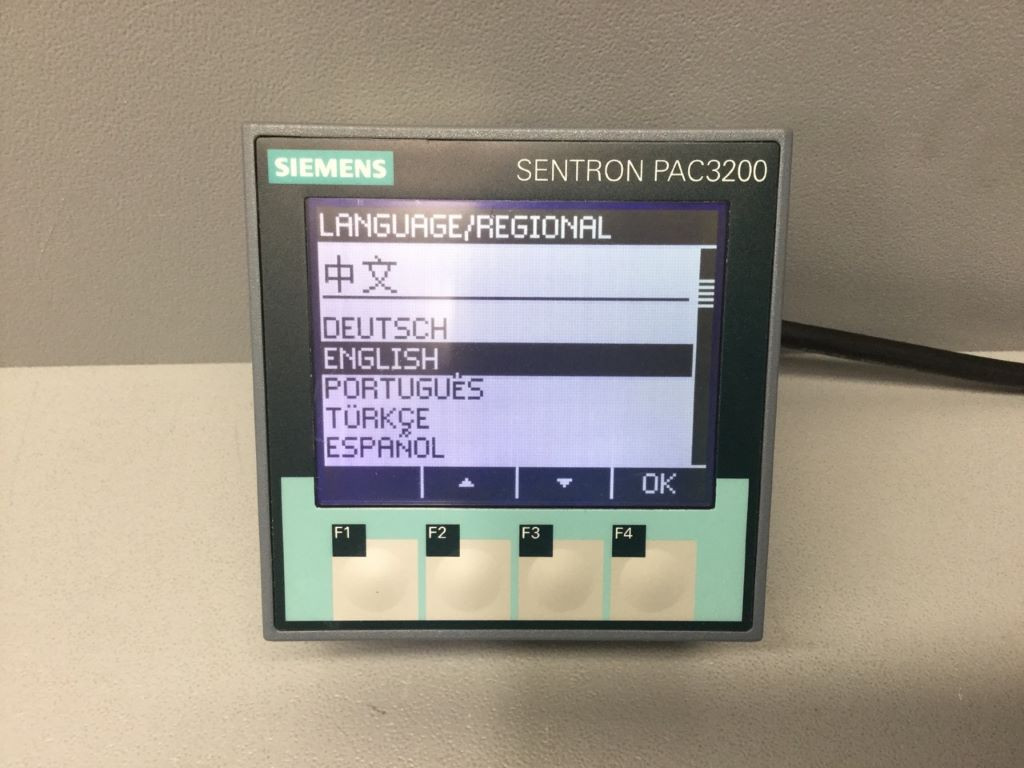 SIEMENS
SENTRON PAC3200
LANGUAGE/REGIONAL
中文
DEUTSCH
ENGLISH
PORTUGUÊS
TÜRKÇE
ESPAÑOL
OK
F1 F2 F3 F4